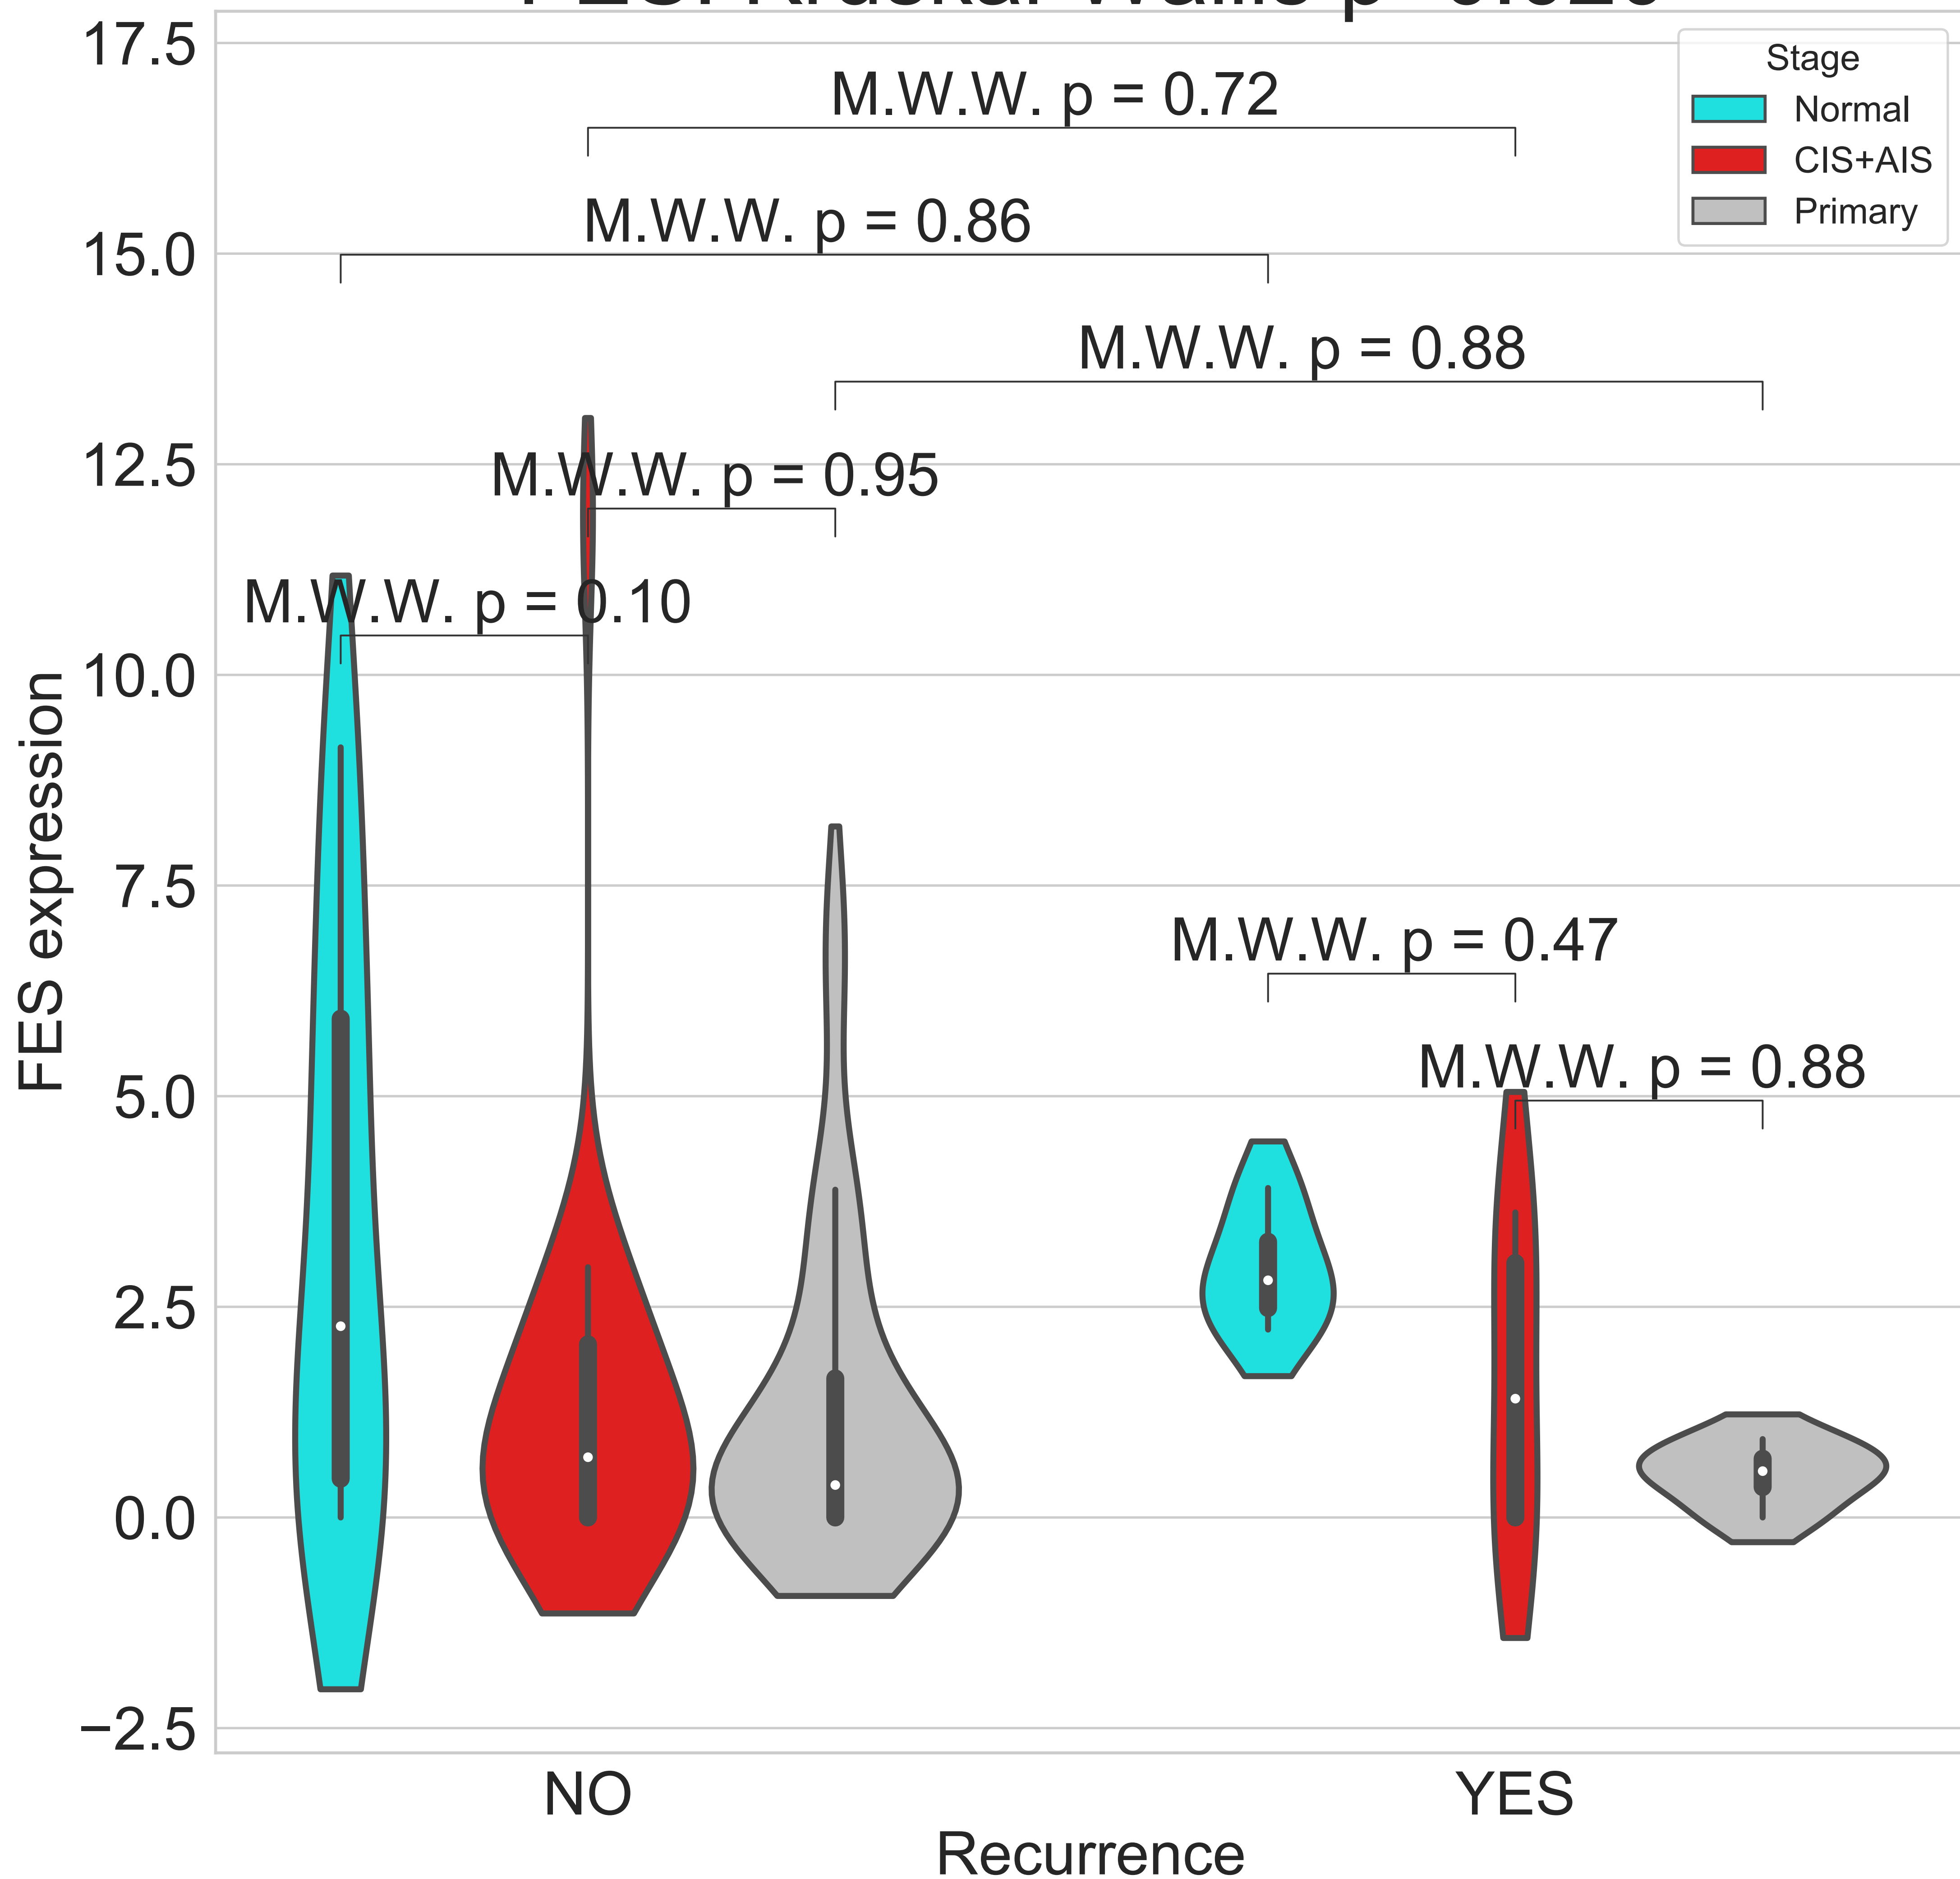 17.5
15.0
12.5
10.0
7.5
5.0
2.5
0.0
−2.5
FES expression
Stage
Normal
CIS+AIS
Primary
M.W.W. p = 0.72
M.W.W. p = 0.86
M.W.W. p = 0.88
M.W.W. p = 0.95
M.W.W. p = 0.10
M.W.W. p = 0.47
M.W.W. p = 0.88
NO
YES
Recurrence